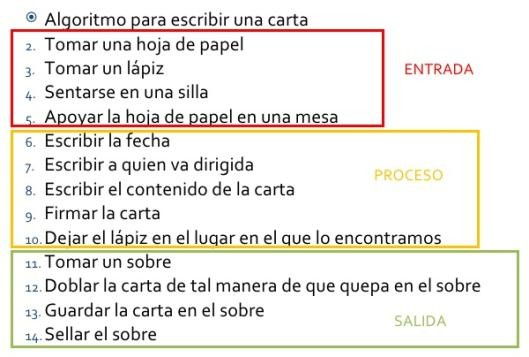 Algoritmo para escribir una carta
2. Tomar una hoja de papel
3. Tomar un lápiz
ENTRADA
4. Sentarse en una silla
5. Apoyar la hoja de papel en una mesa
6. Escribir la fecha
7. Escribir a quien va dirigida
PROCESO
8. Escribir el contenido de la carta
9. Firmar la carta
10. Dejar el lápiz en el lugar en el que lo encontramos
11. Tomar un sobre
12. Doblar la carta de tal manera de que quepa en el sobre
13. Guardar la carta en el sobre
SALIDA
14. Sellar el sobre